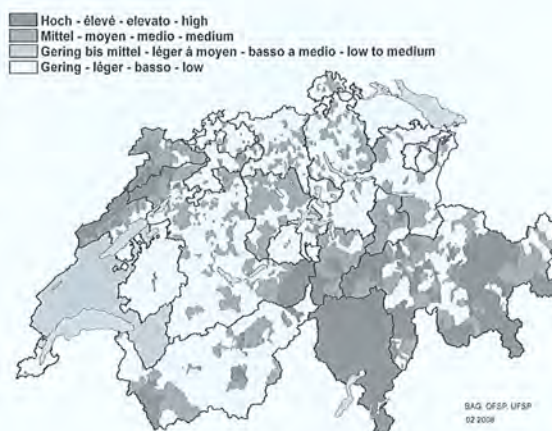 Hoch - élevé - elevato - high
Mittel - moyen - medio - medium
Gering bis mittel - léger à moyen - basso a medio - low to medium
Gering - léger - basso - low
BAG, OFSP, UFSP
02 2008